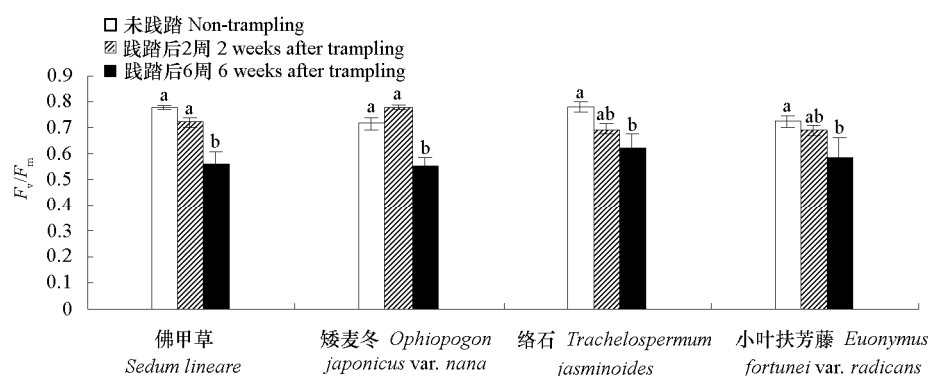 未践踏 Non-trampling
践踏后2周 2 weeks after trampling
践踏后6周 6 weeks after trampling
Fv/Fm
0.9
0.8
0.7
0.6
0.5
0.4
0.3
0.2
0.1
0
a a b
a a b
a ab b
a ab b
佛甲草
Sedum lineare
矮麦冬 Ophiopogon
japonicus var. nana
络石 Trachelospermum
jasminoides
小叶扶芳藤 Euonymus
fortunei var. radicans